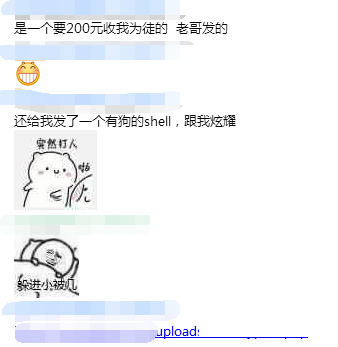 是一个要200元收我为徒的 老哥发的
还给我发了一个有狗的shell，跟我炫耀
突然打人
啪
躲进小被几
uploads